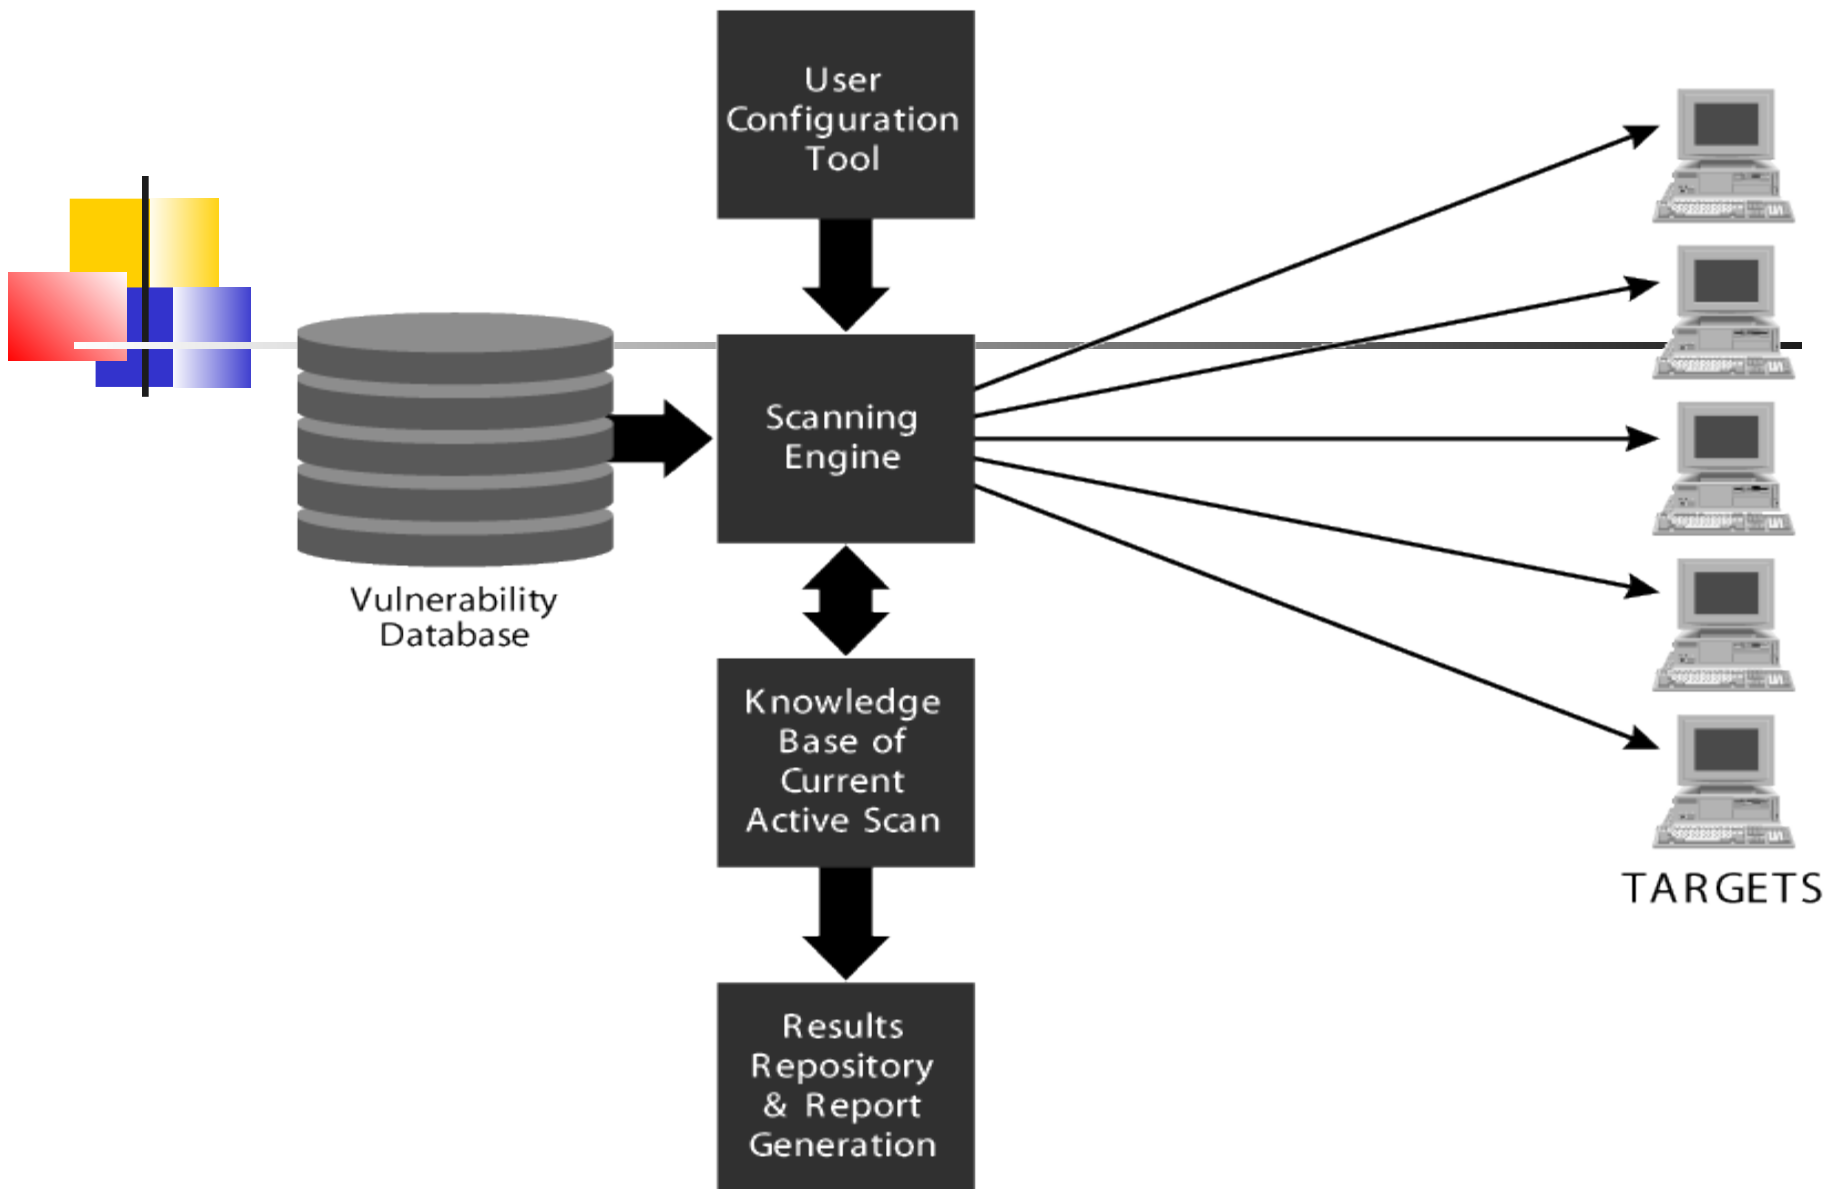 User
Configuration
Tool
Scanning
Engine
Vulnerability
Database
Knowledge
Base of
Current
Active Scan
TARGETS
Results
Repository
& Report
Generation